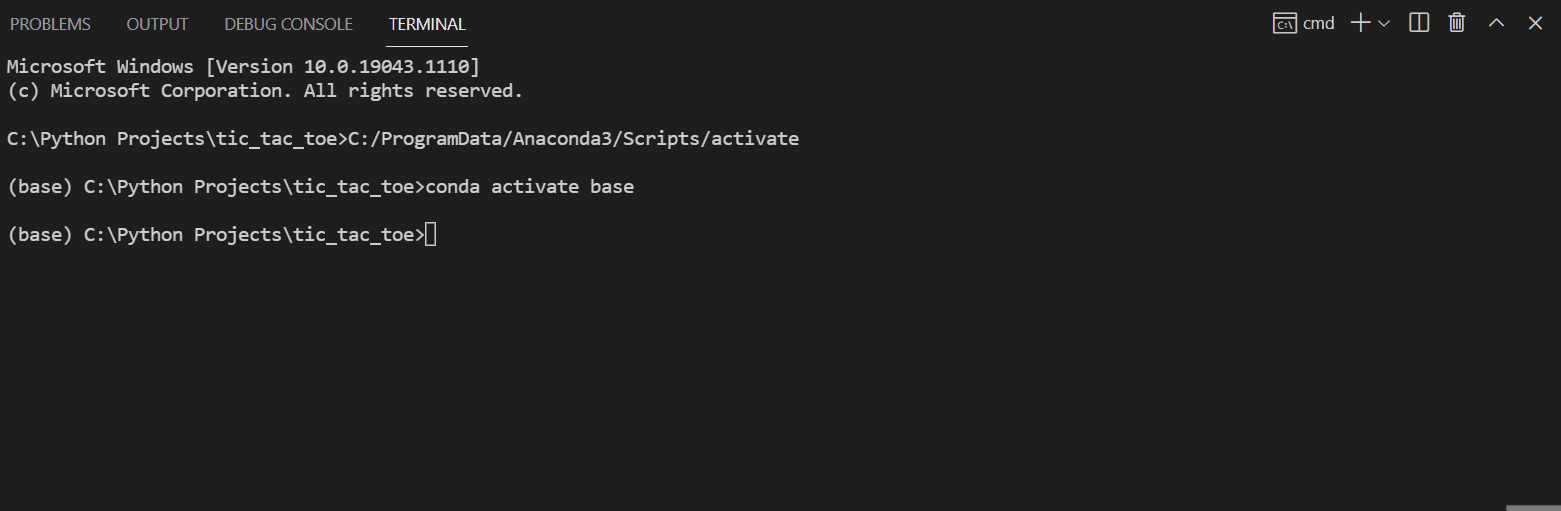 PROBLEMS OUTPUT DEBUG CONSOLE TERMINAL cmd
Microsoft Windows [Version 10.0.19043.1110]
(c) Microsoft Corporation. All rights reserved.
C:\Python Projects\tic_tac_toe>C:/ProgramData/Anaconda3/Scripts/activate
(base) C:\Python Projects\tic_tac_toe>conda activate base
(base) C:\Python Projects\tic_tac_toe>